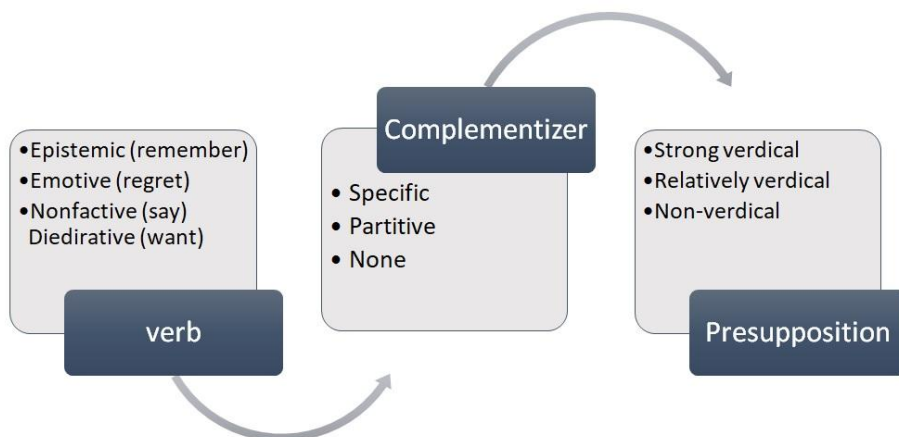 •Epistemic (remember)
•Emotive (regret)
•Nonfactive (say)
Diedirative (want)
verb
Complementizer
• Specific
• Partitive
• None
•Strong verdical
•Relatively verdical
•Non-verdical
Presupposition